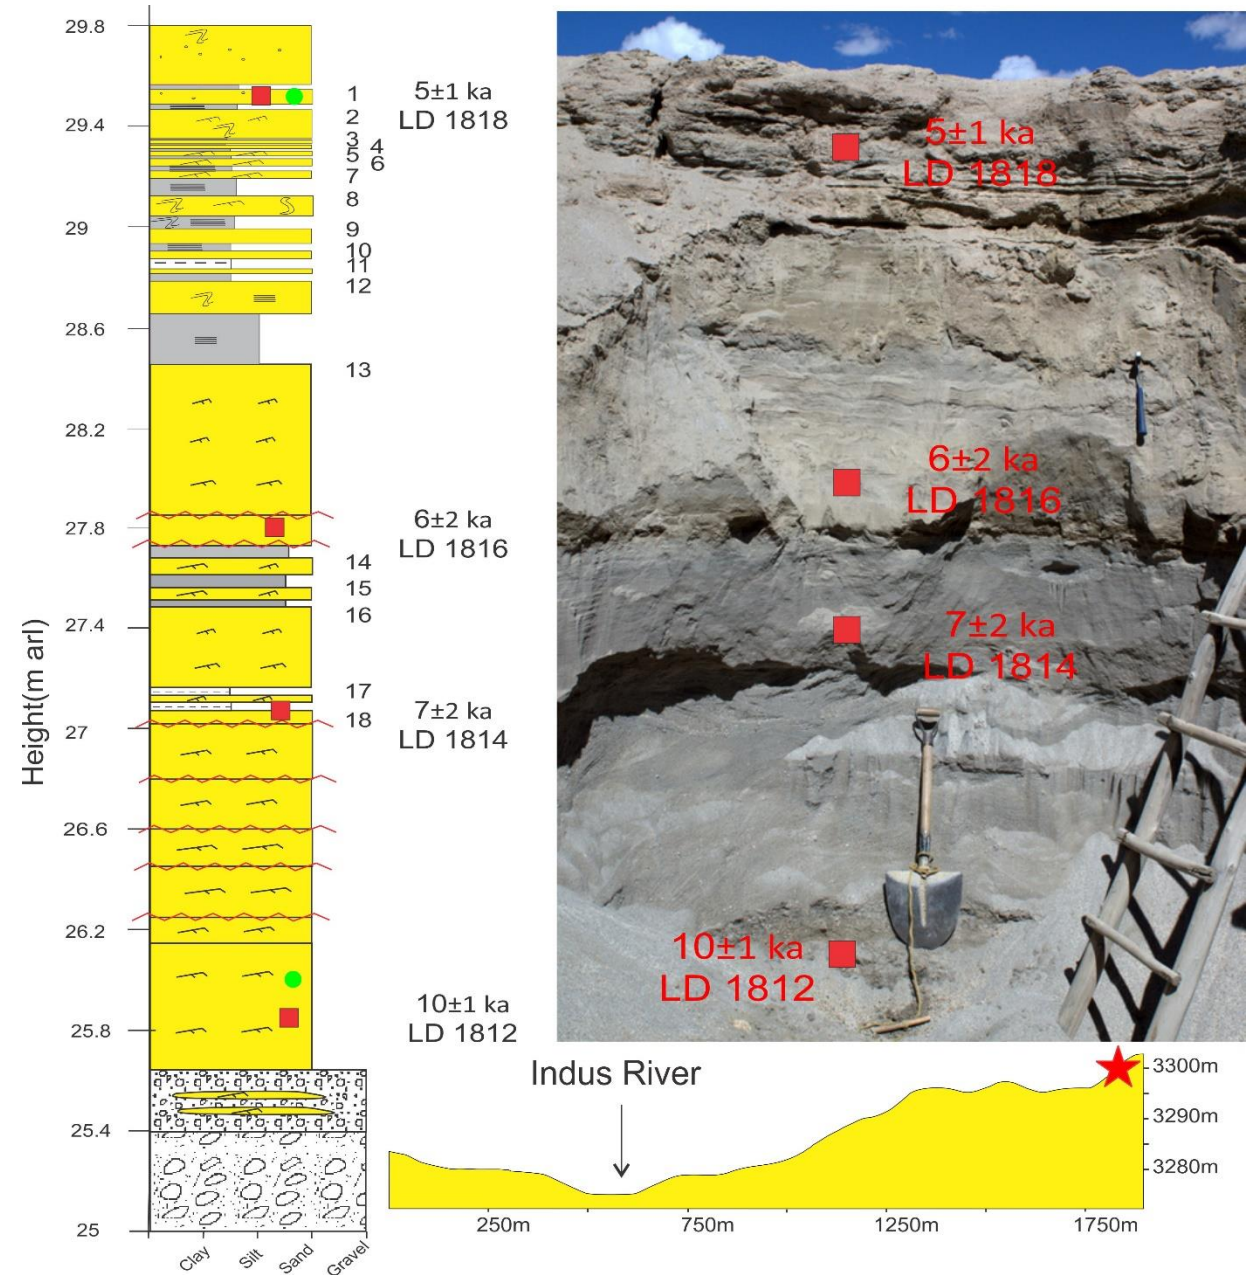 29.8
29.4
29
28.6
28.2
27.8
27.4
27
26.6
26.2
25.8
25.4
25
Height(m arl)
Clay
Silt
Sand
Gravel
1
2
3
4
5
6
7
8
9
10
11
12
13
14
15
16
17
18
5±1 ka
LD 1818
6±2 ka
LD 1816
7±2 ka
LD 1814
10±1 ka
LD 1812
5±1 ka
LD 1818
6±2 ka
LD 1816
7±2 ka
LD 1814
10±1 ka
LD 1812
Indus River
3300m
3290m
3280m
250m
750m
1250m
1750m